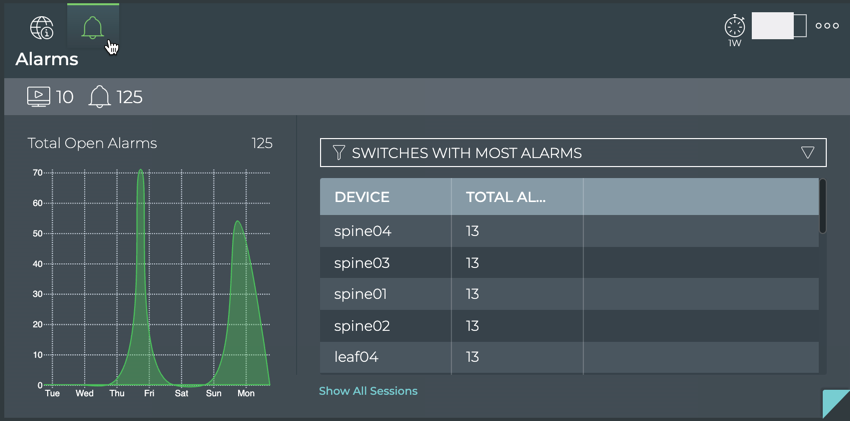 1W
Alarms
10 125
Total Open Alarms 125
70
60
50
40
30
20
10
0
Tue Wed Thu Fri Sat Sun Mon
SWITCHES WITH MOST ALARMS
DEVICE TOTAL AL...
spine04 13
spine03 13
spine01 13
spine02 13
leaf04 13
Show All Sessions